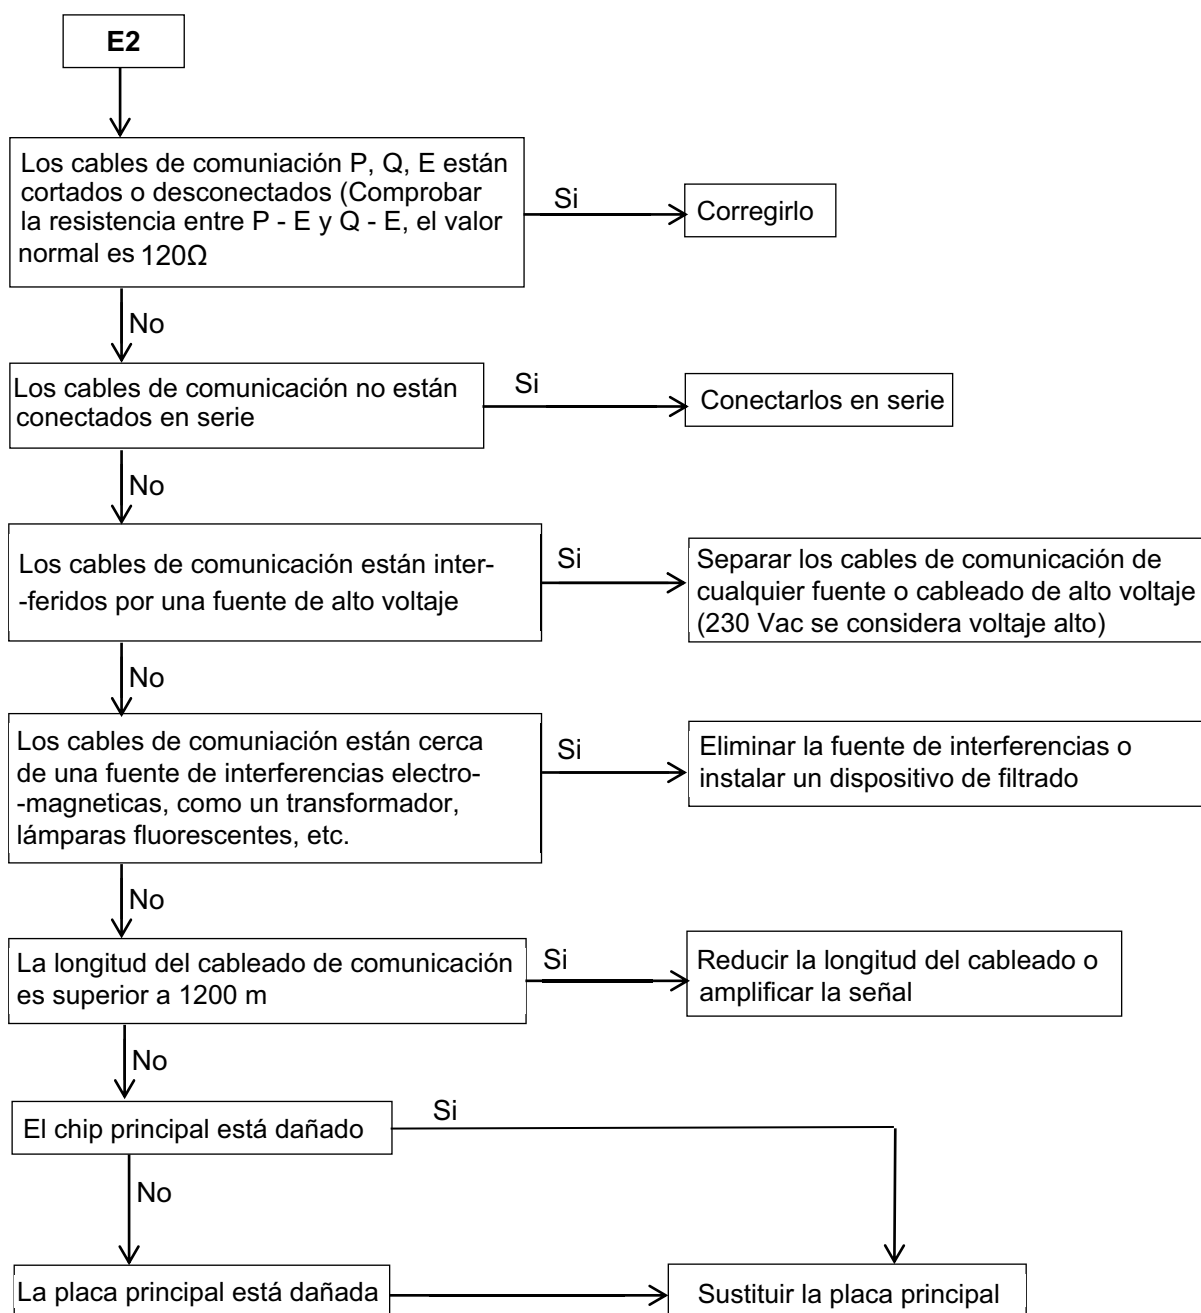 E2
Los cables de comuniación P, Q, E están
cortados o desconectados (Comprobar
la resistencia entre P - E y Q - E, el valor
normal es 120Ω
Si
Corregirlo
No
Los cables de comunicación no están
conectados en serie
Si
Conectarlos en serie
No
Los cables de comunicación están inter-
-feridos por una fuente de alto voltaje
Si
Separar los cables de comunicación de
cualquier fuente o cableado de alto voltaje
(230 Vac se considera voltaje alto)
No
Los cables de comuniación están cerca
de una fuente de interferencias electro-
-magneticas, como un transformador,
lámparas fluorescentes, etc.
Si
Eliminar la fuente de interferencias o
instalar un dispositivo de filtrado
No
La longitud del cableado de comunicación
es superior a 1200 m
Si
Reducir la longitud del cableado o
amplificar la señal
No
El chip principal está dañado
Si
No
La placa principal está dañada
Sustituir la placa principal